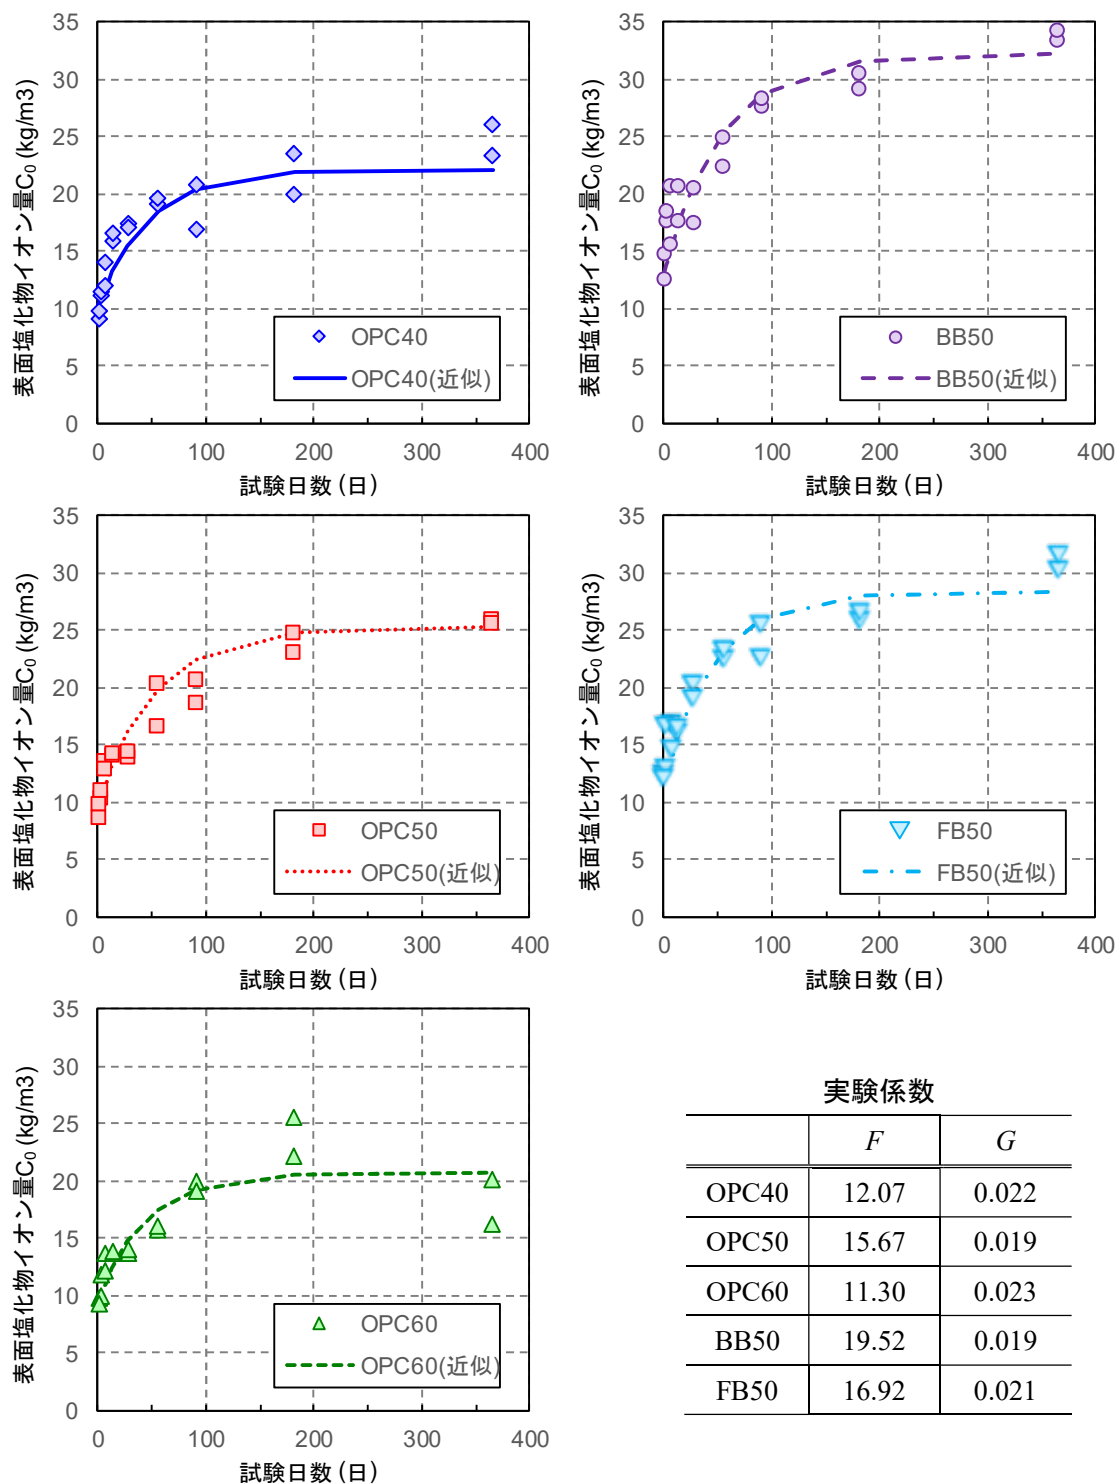 表面塩化物イオン量C₀ (kg/m3)
35
30
25
20
15
10
5
0
OPC40
OPC40(近似)
0 100 200 300 400
試験日数 (日)
表面塩化物イオン量C₀ (kg/m3)
35
30
25
20
15
10
5
0
BB50
BB50(近似)
0 100 200 300 400
試験日数 (日)
表面塩化物イオン量C₀ (kg/m3)
35
30
25
20
15
10
5
0
OPC50
OPC50(近似)
0 100 200 300 400
試験日数 (日)
表面塩化物イオン量C₀ (kg/m3)
35
30
25
20
15
10
5
0
FB50
FB50(近似)
0 100 200 300 400
試験日数 (日)
表面塩化物イオン量C₀ (kg/m3)
35
30
25
20
15
10
5
0
OPC60
OPC60(近似)
0 100 200 300 400
試験日数 (日)
実験係数
F G
OPC40 12.07 0.022
OPC50 15.67 0.019
OPC60 11.30 0.023
BB50 19.52 0.019
FB50 16.92 0.021